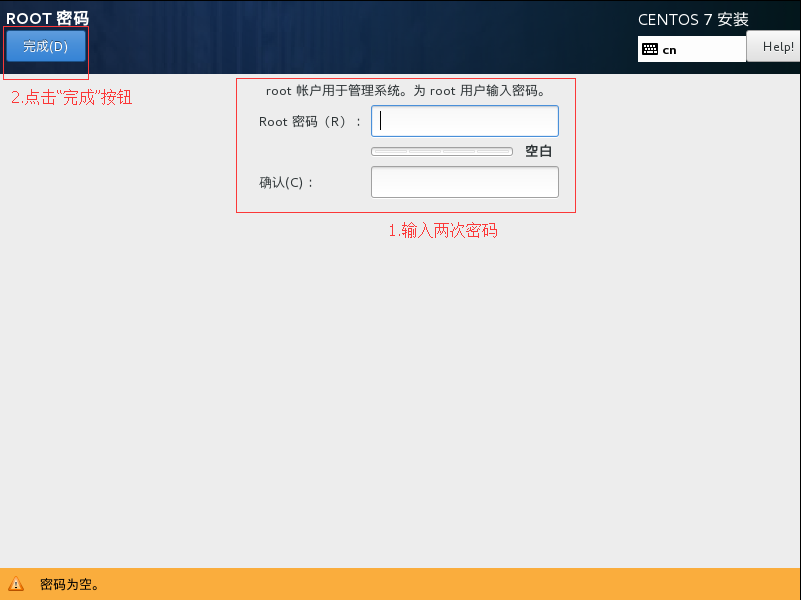 ROOT 密码
CENTOS 7 安装
完成(D)
cn
Help!
2.点击“完成”按钮
root 帐户用于管理系统。为 root 用户输入密码。
Root 密码（R）：
空白
确认(C)：
1.输入两次密码
密码为空。